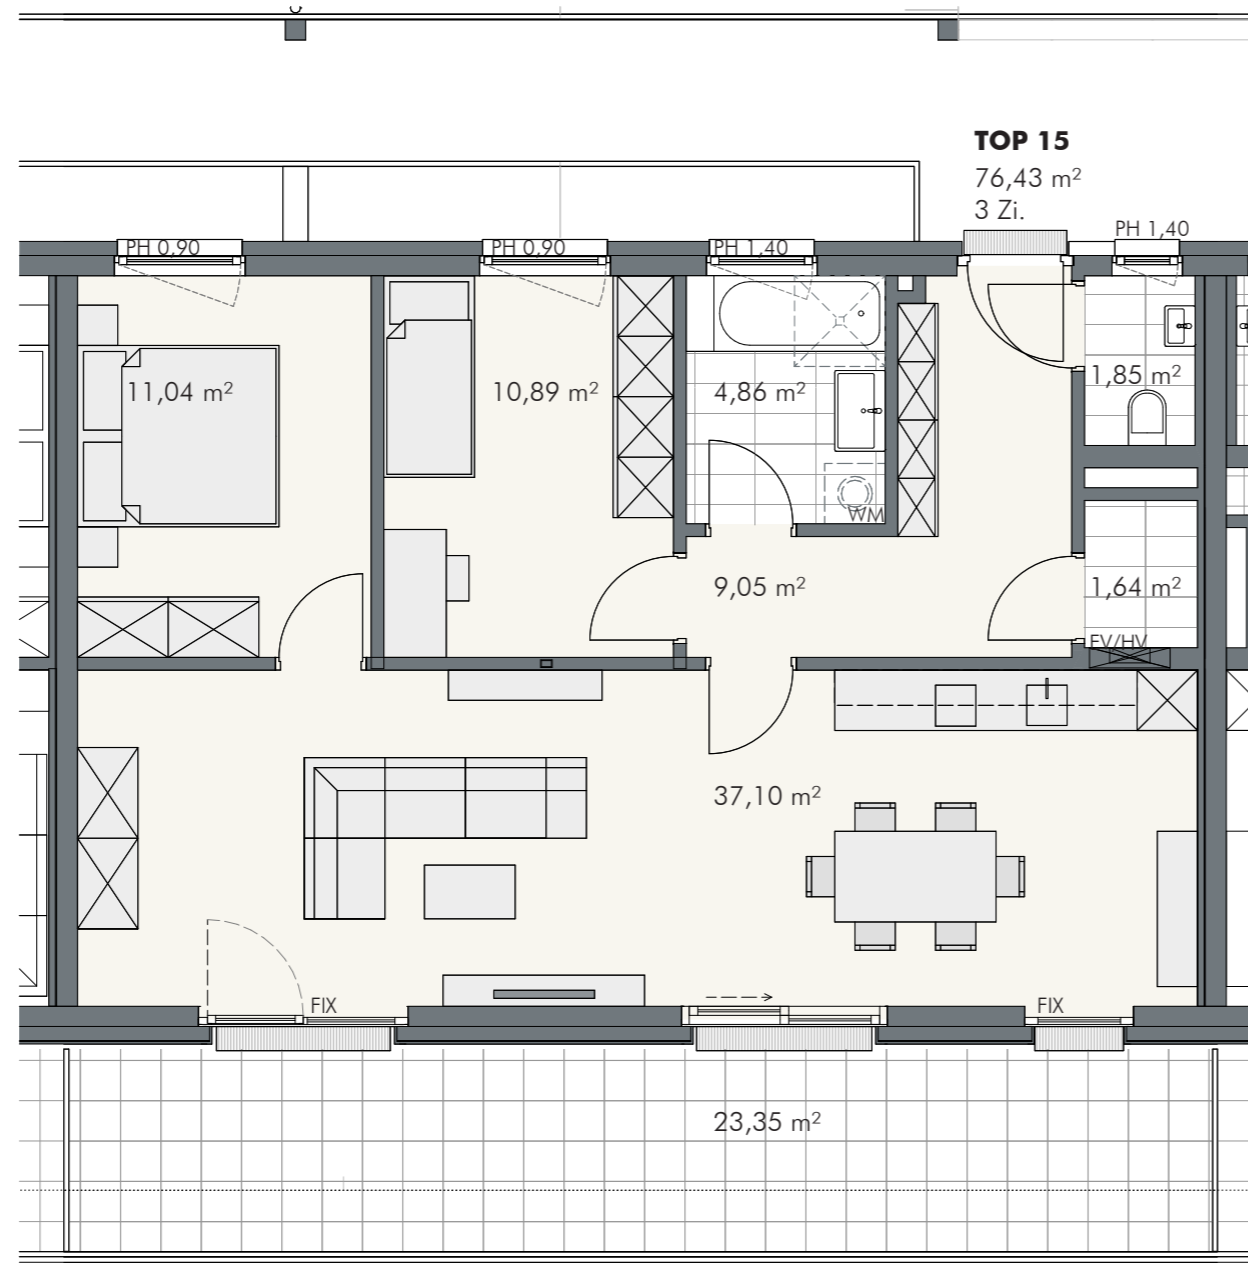 TOP 15
76,43 m²
3 Zi.
PH 1,40
PH 0,90
PH 0,90
PH 1,40
11,04 m²
10,89 m²
4,86 m²
1,85 m²
WM
9,05 m²
1,64 m²
EV/HV
37,10 m²
FIX
FIX
23,35 m²